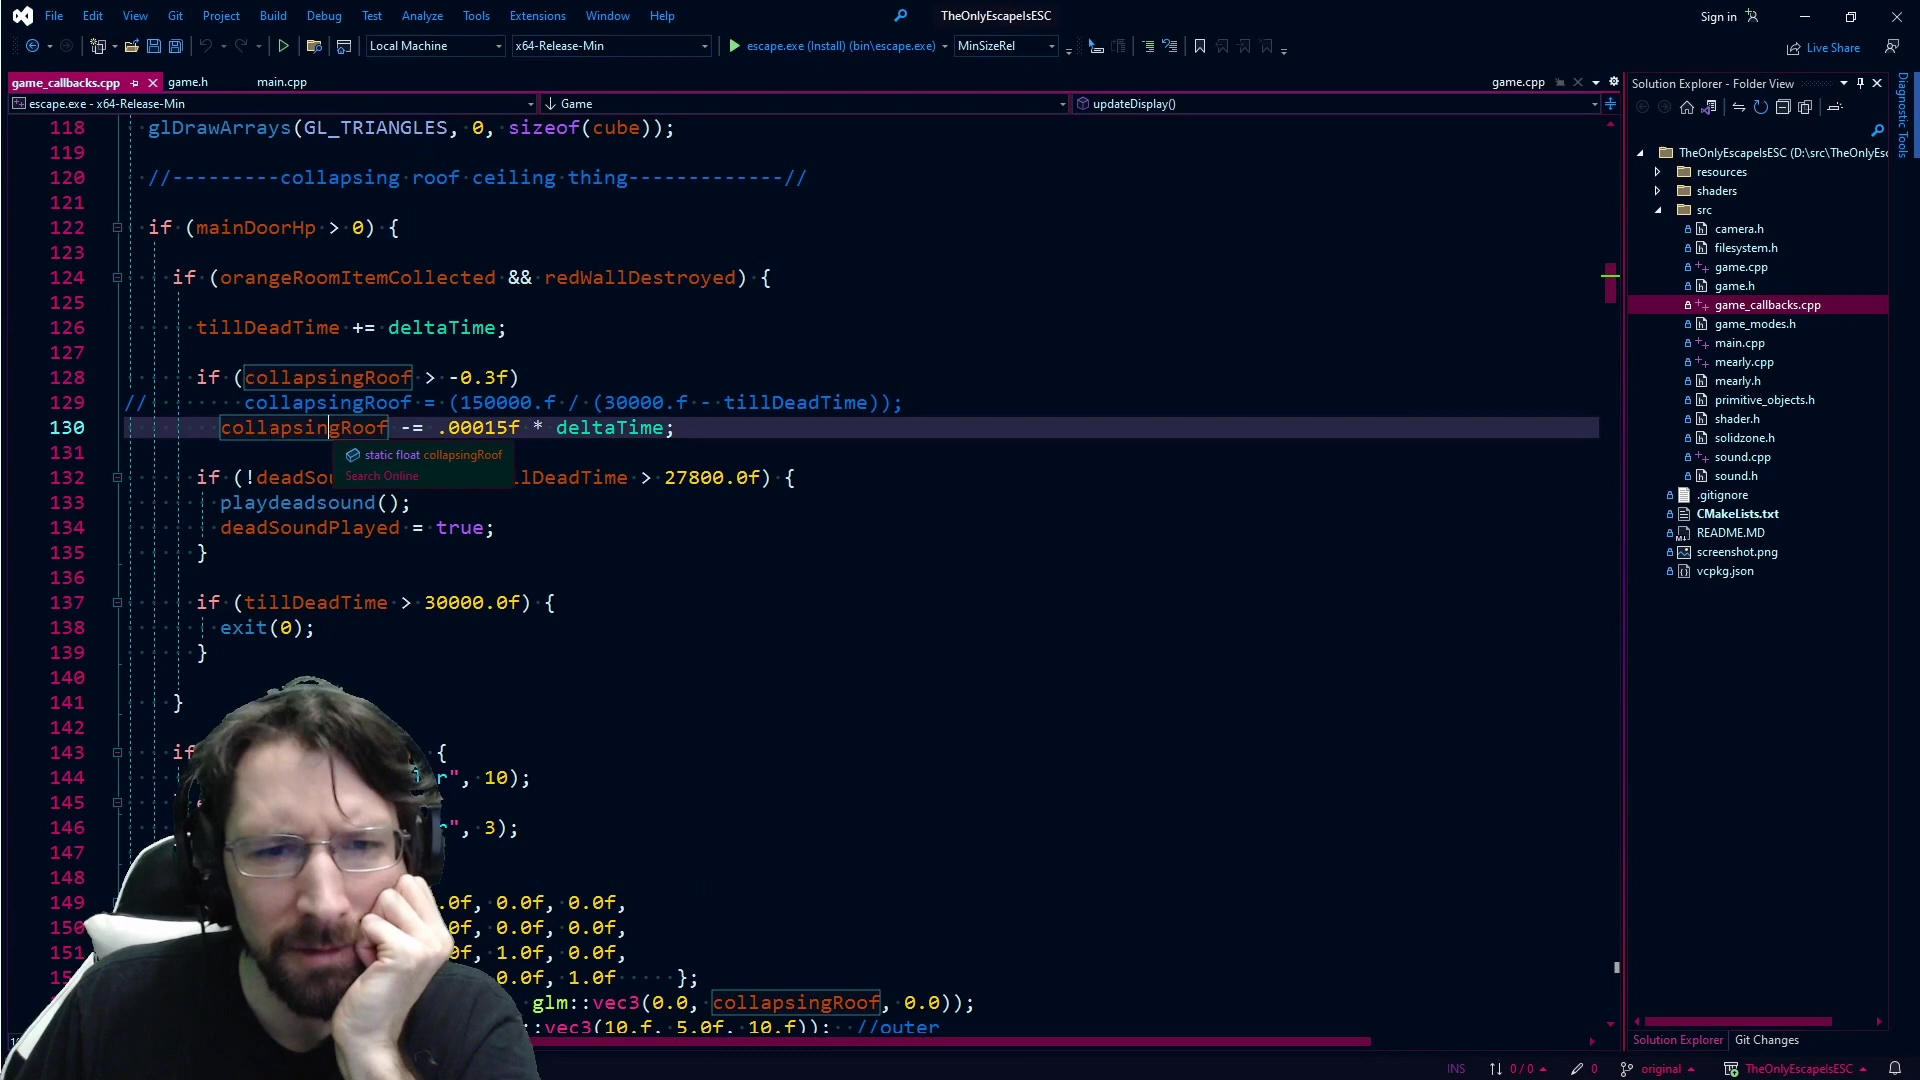 File Edit View Git Project Build Debug Test Analyze Tools Extensions Window Help TheOnlyEscapeIsESC Sign in
Local Machine x64-Release-Min escape.exe (Install) (bin\escape.exe) MinSizeRel Live Share
game_callbacks.cpp game.h main.cpp game.cpp
escape.exe - x64-Release-Min Game updateDisplay()
118 glDrawArrays(GL_TRIANGLES, 0, sizeof(cube));
119
120 //---------collapsing roof ceiling thing-------------//
121
122 if (mainDoorHp > 0) {
123
124 if (orangeRoomItemCollected && redWallDestroyed) {
125
126 tillDeadTime += deltaTime;
127
128 if (collapsingRoof > -0.3f)
129 // collapsingRoof = (150000.f / (30000.f - tillDeadTime));
130 collapsingRoof -= .00015f * deltaTime;
131 static float collapsingRoof
Search Online
132 if (!deadSou llDeadTime > 27800.0f) {
133 playdeadsound();
134 deadSoundPlayed = true;
135 }
136
137 if (tillDeadTime > 30000.0f) {
138 exit(0);
139 }
140
141 }
142
143 if {
144 r", 10);
145
146 ", 3);
147
148
149 .0f, 0.0f, 0.0f,
150 0f, 0.0f, 0.0f,
151 0f, 1.0f, 0.0f,
15 0.0f, 1.0f };
glm::vec3(0.0, collapsingRoof, 0.0));
::vec3(10.f, 5.0f, 10.f)); //outer
Solution Explorer - Folder View
TheOnlyEscapeIsESC (D:\src\TheOnlyEsc
resources
shaders
src
camera.h
filesystem.h
game.cpp
game.h
game_callbacks.cpp
game_modes.h
main.cpp
mearly.cpp
mearly.h
primitive_objects.h
shader.h
solidzone.h
sound.cpp
sound.h
.gitignore
CMakeLists.txt
README.MD
screenshot.png
vcpkg.json
Solution Explorer Git Changes
Diagnostic Tools
INS 0 / 0 0 original TheOnlyEscapeIsESC